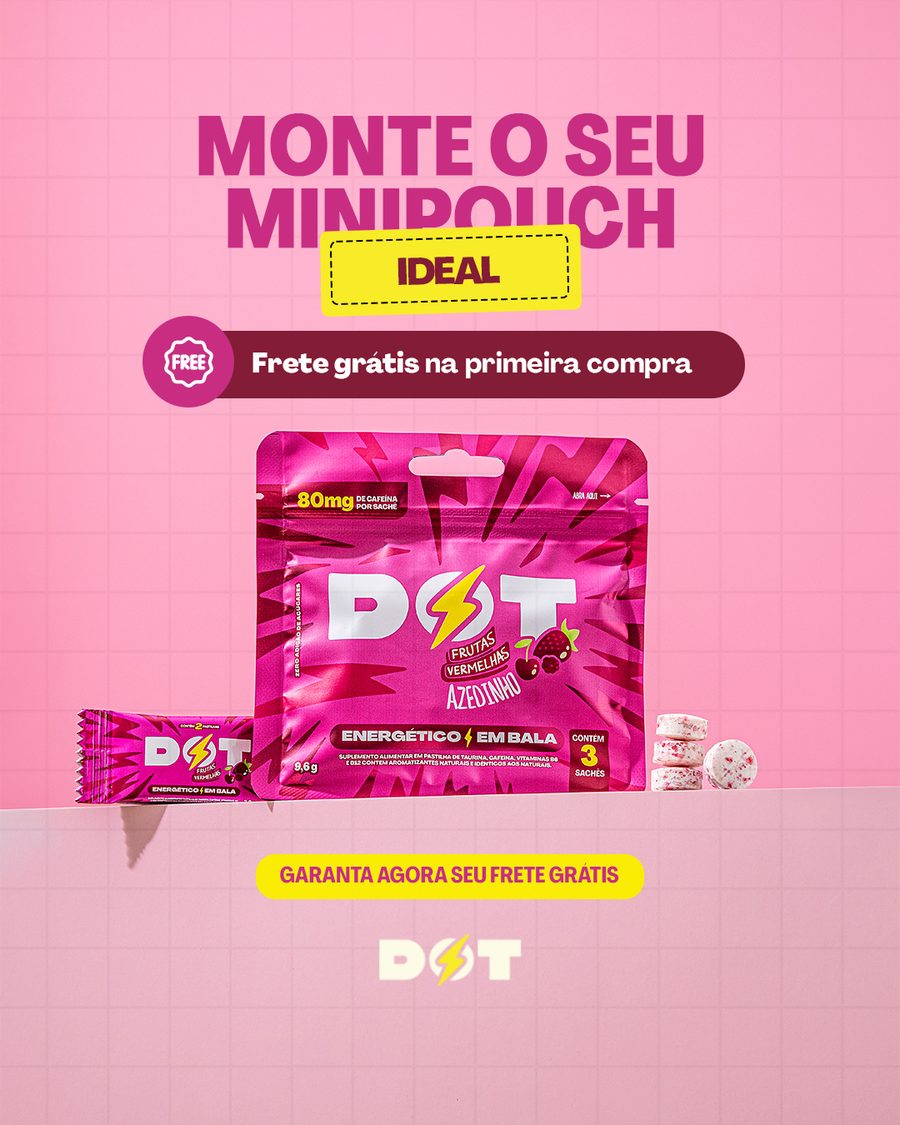 MONTE O SEU
MINIPOUCH
IDEAL
FREE
Frete grátis na primeira compra
80mg DE CAFEÍNA
POR SACHÊ
ABRA AQUI
ZERO ADIÇÃO DE AÇÚCARES
DOT
FRUTAS
VERMELHAS
AZEDINHO
ENERGÉTICO EM BALA
SUPLEMENTO ALIMENTAR EM PASTILHA DE TAURINA, CAFEÍNA, VITAMINAS B6
E B12 CONTÉM AROMATIZANTES NATURAIS E IDÊNTICOS AOS NATURAIS.
9,6g
CONTÉM
3
SACHÊS
CONTÉM 2 PASTILHAS
DOT
FRUTAS
VERMELHAS
ENERGÉTICO EM BALA
GARANTA AGORA SEU FRETE GRÁTIS
DOT